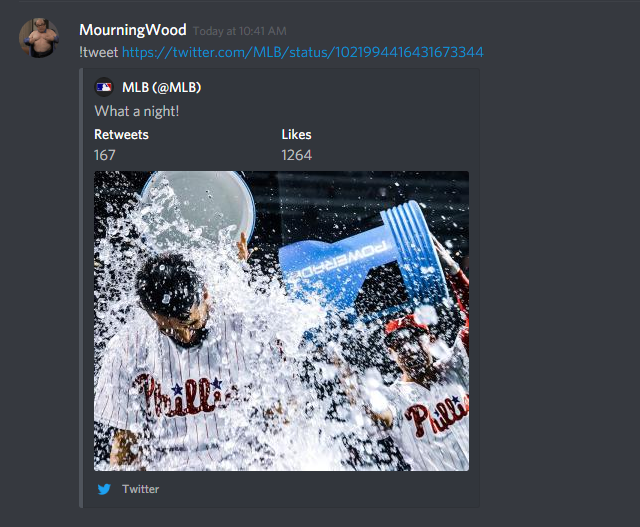 MourningWood Today at 10:41 AM
!tweet https://twitter.com/MLB/status/1021994416431673344
MLB (@MLB)
What a night!
Retweets Likes
167 1264
POWERADE
Phillies
Phillies
Twitter